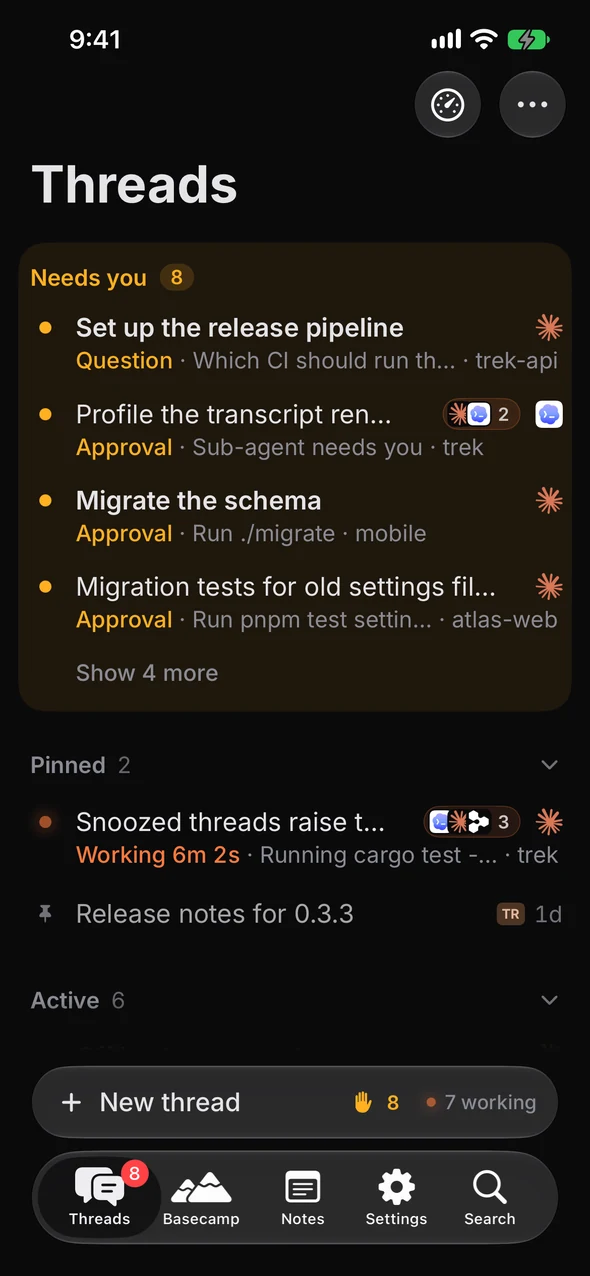 9:41
Threads
Needs you 8
Set up the release pipeline
Question · Which CI should run th... · trek-api
Profile the transcript ren... 2
Approval · Sub-agent needs you · trek
Migrate the schema
Approval · Run ./migrate · mobile
Migration tests for old settings fil...
Approval · Run pnpm test settin... · atlas-web
Show 4 more
Pinned 2
Snoozed threads raise t... 3
Working 6m 2s · Running cargo test -... · trek
Release notes for 0.3.3 TR 1d
Active 6
New thread 8 7 working
8
Threads Basecamp Notes Settings Search